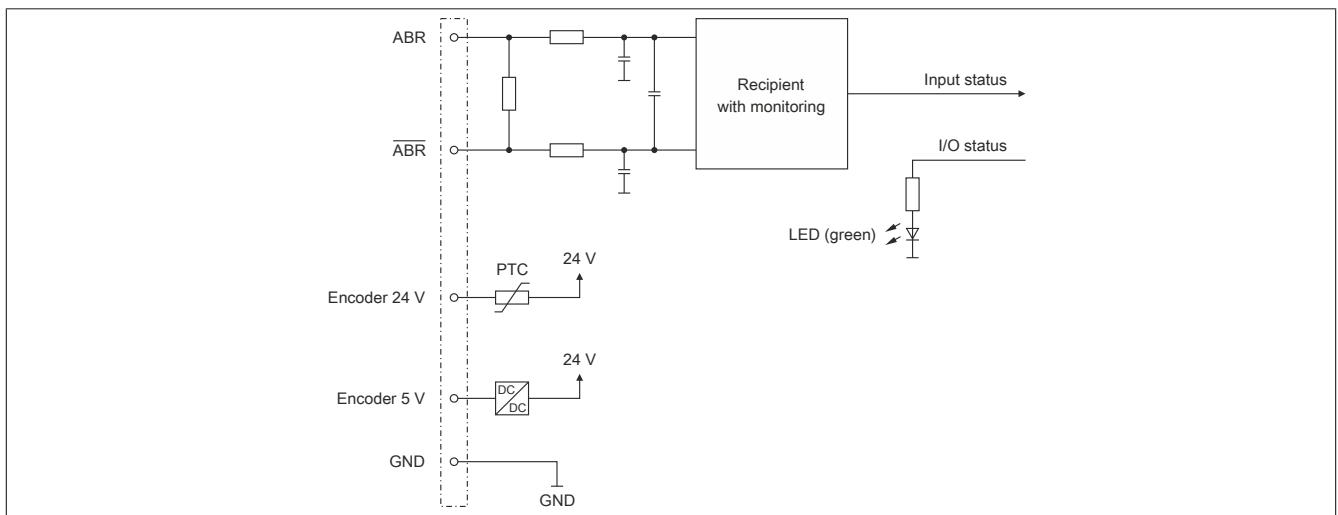 ABR
Recipient
with monitoring
Input status
A̅B̅R̅
I/O status
LED (green)
PTC
24 V
Encoder 24 V
24 V
DC
DC
Encoder 5 V
GND
GND